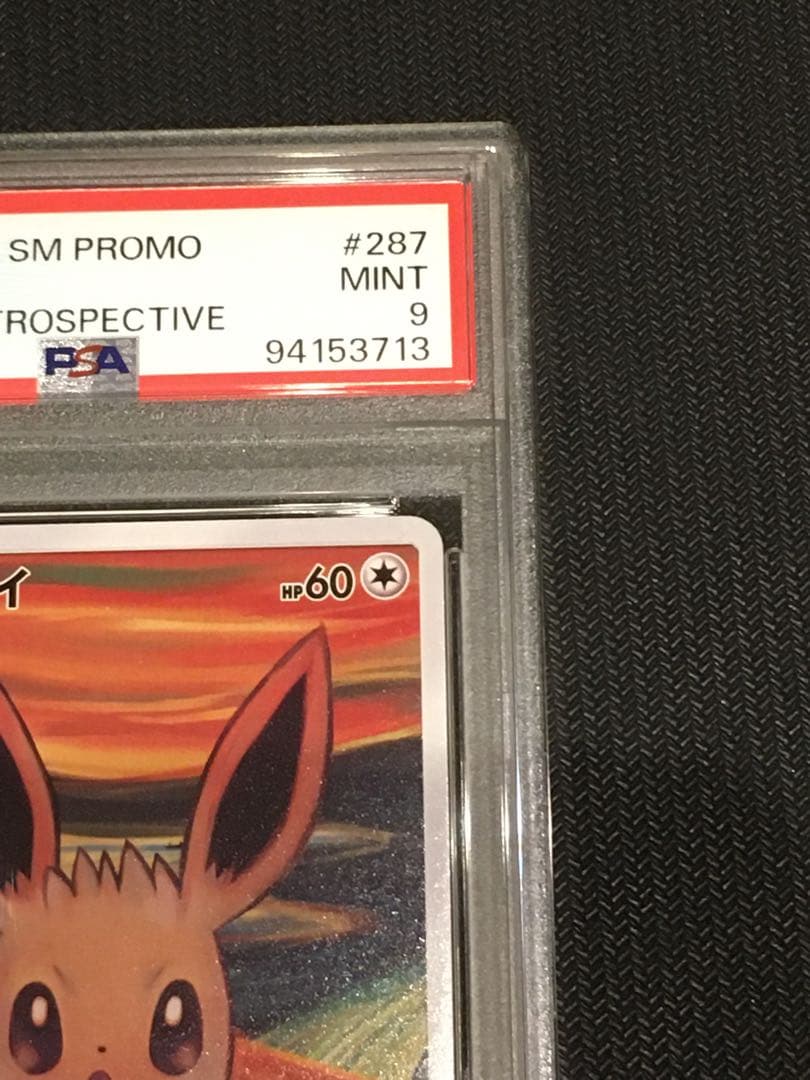 SM PROMO #287
MINT
TROSPECTIVE 9
PSA 94153713
イ HP60